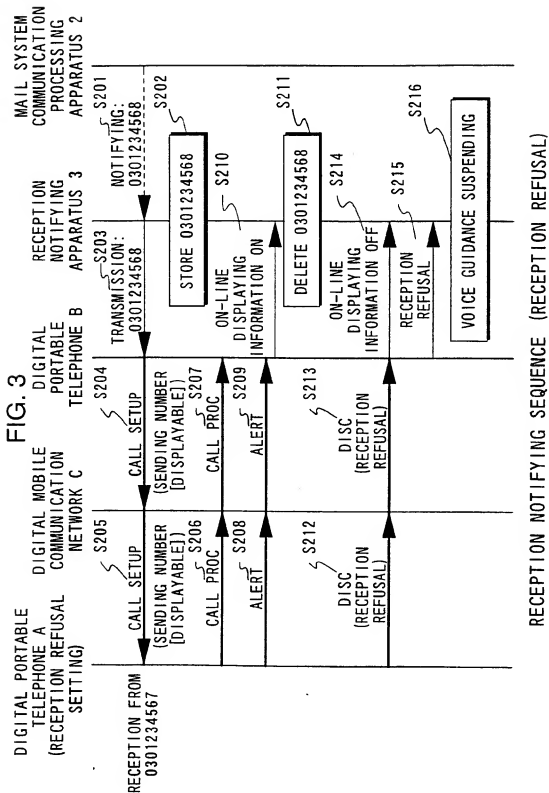 FIG. 3
DIGITAL PORTABLE
TELEPHONE A
(RECEPTION REFUSAL
SETTING)
DIGITAL MOBILE
COMMUNICATION
NETWORK C
DIGITAL
PORTABLE
TELEPHONE B
RECEPTION
NOTIFYING
APPARATUS 3
MAIL SYSTEM
COMMUNICATION
PROCESSING
APPARATUS 2
S201
NOTIFYING:
0301234568
S202
STORE 0301234568
S203
TRANSMISSION:
0301234568
S204
CALL SETUP
(SENDING NUMBER
[DISPLAYABLE])
S205
CALL SETUP
(SENDING NUMBER
[DISPLAYABLE])
RECEPTION FROM
0301234567
S206
CALL PROC
S207
CALL PROC
S208
ALERT
S209
ALERT
S210
ON-LINE
DISPLAYING
INFORMATION ON
S211
DELETE 0301234568
S212
DISC
(RECEPTION
REFUSAL)
S213
DISC
(RECEPTION
REFUSAL)
S214
ON-LINE
DISPLAYING
INFORMATION OFF
S215
RECEPTION
REFUSAL
S216
VOICE GUIDANCE SUSPENDING
RECEPTION NOTIFYING SEQUENCE (RECEPTION REFUSAL)